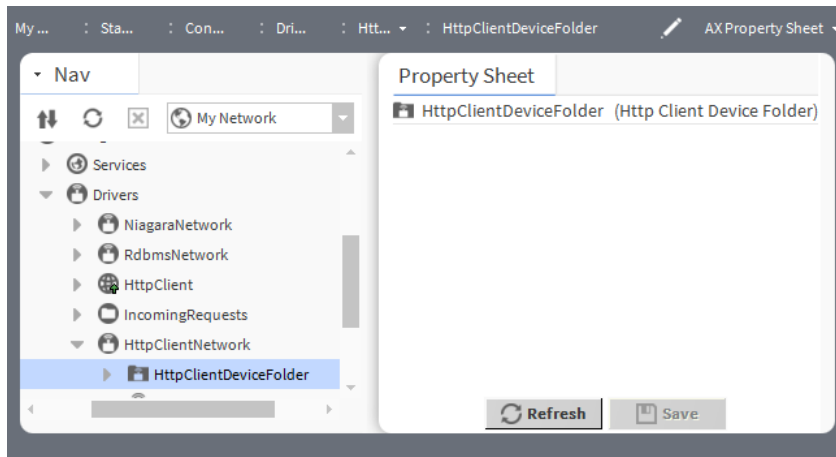 My ... : Sta... : Con... : Dri... : Htt... : HttpClientDeviceFolder AX Property Sheet
Nav
Property Sheet
My Network
HttpClientDeviceFolder (Http Client Device Folder)
Services
Drivers
NiagaraNetwork
RdbmsNetwork
HttpClient
IncomingRequests
HttpClientNetwork
HttpClientDeviceFolder
Refresh
Save